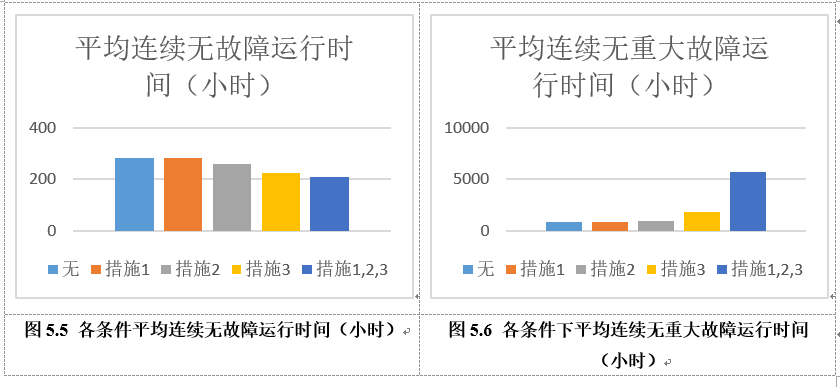 平均连续无故障运行时
间（小时）
400
200
0
无 措施1 措施2 措施3 措施1,2,3
图 5.5 各条件平均连续无故障运行时间（小时）
平均连续无重大故障运
行时间（小时）
10000
5000
0
无 措施1 措施2 措施3 措施1,2,3
图 5.6 各条件下平均连续无重大故障运行时间
（小时）